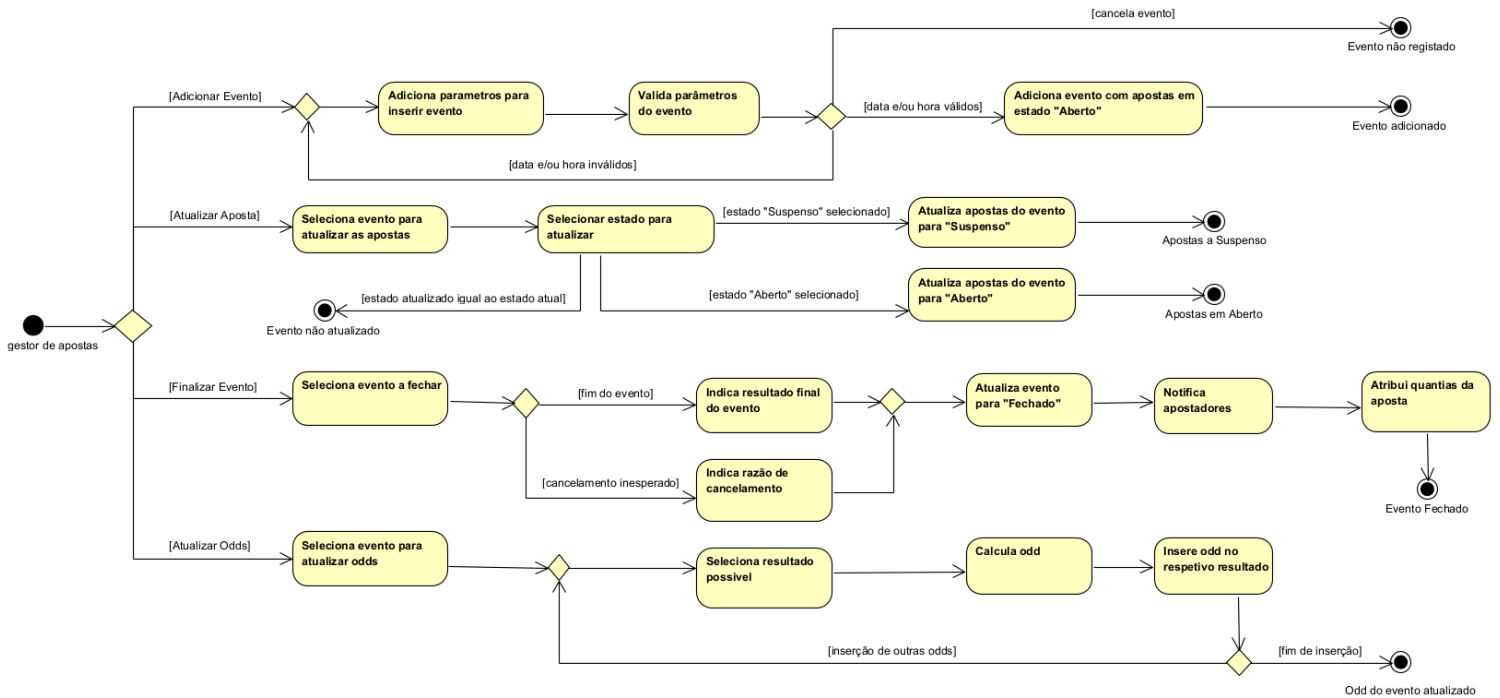 [cancela evento]
Evento não registado
[Adicionar Evento]
Adiciona parametros para
inserir evento
Valida parâmetros
do evento
[data e/ou hora válidos]
Adiciona evento com apostas em
estado "Aberto"
Evento adicionado
[data e/ou hora inválidos]
[Atualizar Aposta]
Seleciona evento para
atualizar as apostas
Selecionar estado para
atualizar
[estado "Suspenso" selecionado]
Atualiza apostas do evento
para "Suspenso"
Apostas a Suspenso
[estado atualizado igual ao estado atual]
Evento não atualizado
[estado "Aberto" selecionado]
Atualiza apostas do evento
para "Aberto"
Apostas em Aberto
gestor de apostas
[Finalizar Evento]
Seleciona evento a fechar
[fim do evento]
Indica resultado final
do evento
Atualiza evento
para "Fechado"
Notifica
apostadores
Atribui quantias da
aposta
[cancelamento inesperado]
Indica razão de
cancelamento
Evento Fechado
[Atualizar Odds]
Seleciona evento para
atualizar odds
Seleciona resultado
possivel
Calcula odd
Insere odd no
respetivo resultado
[inserção de outras odds]
[fim de inserção]
Odd do evento atualizado